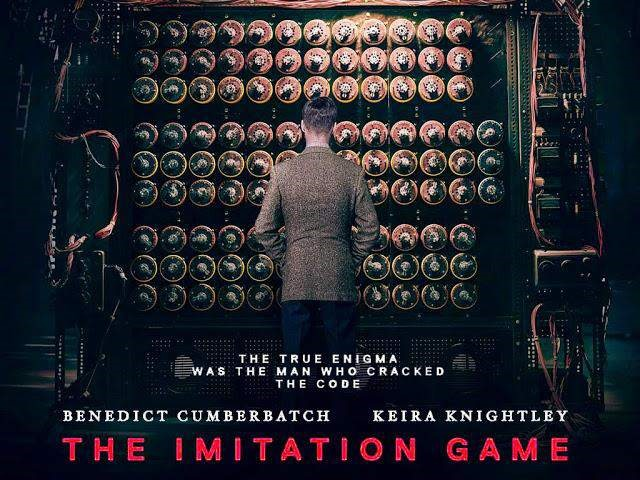 THE TRUE ENIGMA
WAS THE MAN WHO CRACKED
THE CODE
BENEDICT CUMBERBATCH KEIRA KNIGHTLEY
THE IMITATION GAME